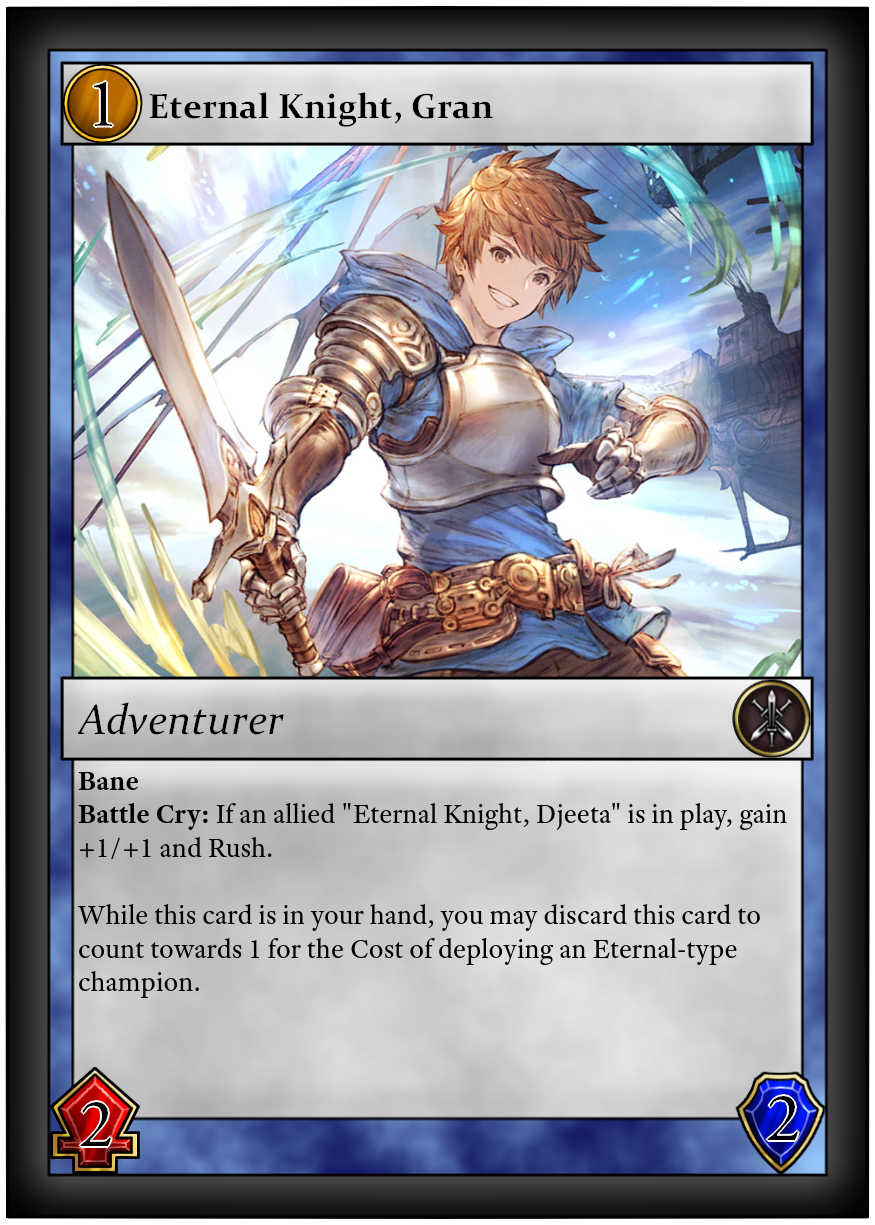 1
Eternal Knight, Gran
Adventurer
Bane
Battle Cry: If an allied "Eternal Knight, Djeeta" is in play, gain
+1/+1 and Rush.
While this card is in your hand, you may discard this card to
count towards 1 for the Cost of deploying an Eternal-type
champion.
2
2